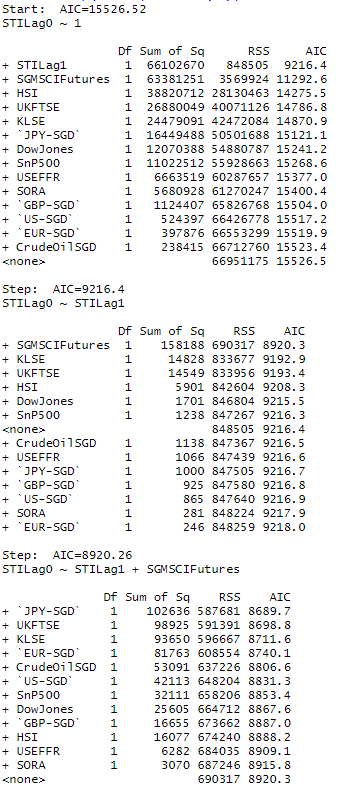 Start:  AIC=15526.52
STILag0 ~ 1
Df Sum of Sq      RSS     AIC
+ STILag1        1  66102670   848505  9216.4
+ SGMSCIFutures  1  63381251  3569924 11292.6
+ HSI            1  38820712 28130463 14275.5
+ UKFTSE         1  26880049 40071126 14786.8
+ KLSE           1  24479091 42472084 14870.9
+ `JPY-SGD`      1  16449488 50501688 15121.1
+ DowJones       1  12070388 54880787 15241.2
+ SnP500         1  11022512 55928663 15268.6
+ USEFFR         1   6663519 60287657 15377.0
+ SORA           1   5680928 61270247 15400.4
+ `GBP-SGD`      1   1124407 65826768 15504.0
+ `US-SGD`       1    524397 66426778 15517.2
+ `EUR-SGD`      1    397876 66553299 15519.9
+ CrudeOilSGD    1    238415 66712760 15523.4
<none>                       66951175 15526.5
Step:  AIC=9216.4
STILag0 ~ STILag1
Df Sum of Sq    RSS    AIC
+ SGMSCIFutures  1    158188 690317 8920.3
+ KLSE           1     14828 833677 9192.9
+ UKFTSE         1     14549 833956 9193.4
+ HSI            1      5901 842604 9208.3
+ DowJones       1      1701 846804 9215.5
+ SnP500         1      1238 847267 9216.3
<none>                       848505 9216.4
+ CrudeOilSGD    1      1138 847367 9216.5
+ USEFFR         1      1066 847439 9216.6
+ `JPY-SGD`      1      1000 847505 9216.7
+ `GBP-SGD`      1       925 847580 9216.8
+ `US-SGD`       1       865 847640 9216.9
+ SORA           1       281 848224 9217.9
+ `EUR-SGD`      1       246 848259 9218.0
Step:  AIC=8920.26
STILag0 ~ STILag1 + SGMSCIFutures
Df Sum of Sq    RSS    AIC
+ `JPY-SGD`    1    102636 587681 8689.7
+ UKFTSE       1     98925 591391 8698.8
+ KLSE         1     93650 596667 8711.6
+ `EUR-SGD`    1     81763 608554 8740.1
+ CrudeOilSGD  1     53091 637226 8806.6
+ `US-SGD`     1     42113 648204 8831.3
+ SnP500       1     32111 658206 8853.4
+ DowJones     1     25605 664712 8867.6
+ `GBP-SGD`    1     16655 673662 8887.0
+ HSI          1     16077 674240 8888.2
+ USEFFR       1      6282 684035 8909.1
+ SORA         1      3070 687246 8915.8
<none>                     690317 8920.3